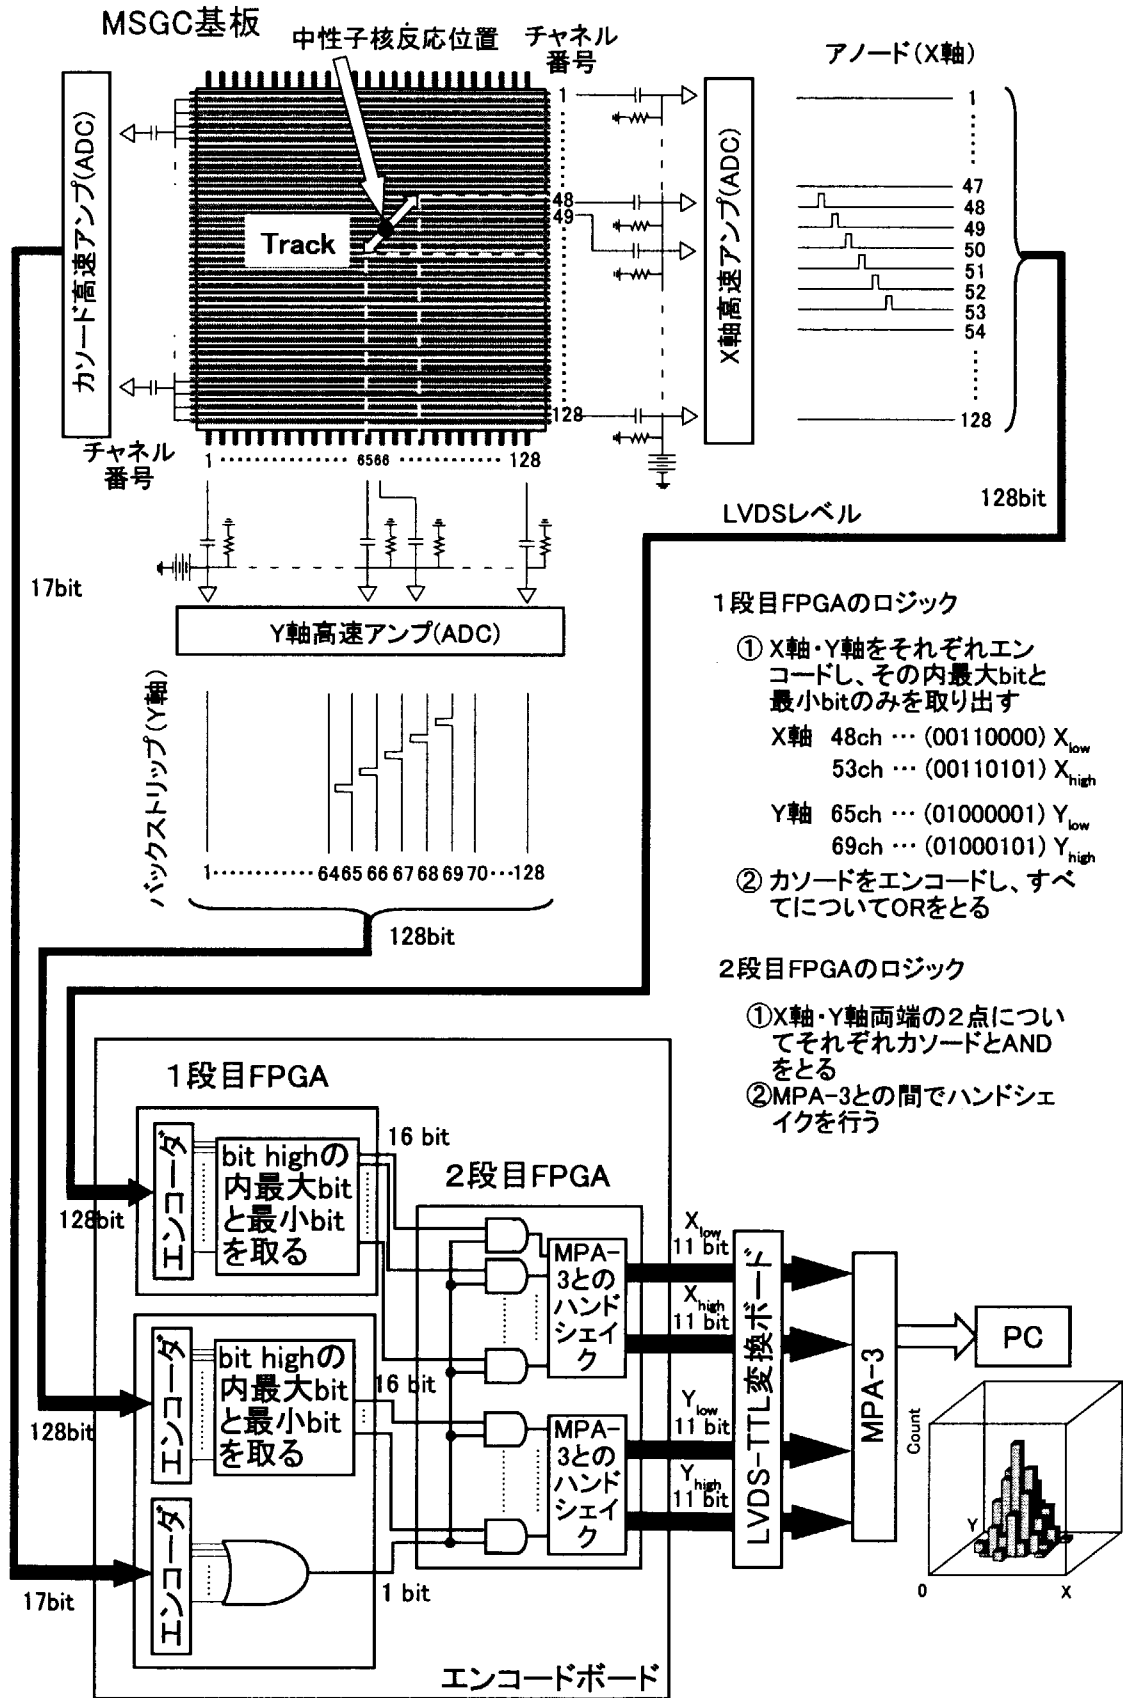 MSGC基板
中性子核反応位置
チャネル
番号
アノード(X軸)
カソード高速アンプ(ADC)
Track
1
48
49
128
X軸高速アンプ(ADC)
1
47
48
49
50
51
52
53
54
128
チャネル
番号
1
6566
128
128bit
LVDSレベル
17bit
Y軸高速アンプ(ADC)
バックストリップ(Y軸)
1
64 65 66 67 68 69 70
128
128bit
1段目FPGAのロジック
① X軸・Y軸をそれぞれエン
コードし、その内最大bitと
最小bitのみを取り出す
X軸 48ch ⋯ (00110000) Xlow
53ch ⋯ (00110101) Xhigh
Y軸 65ch ⋯ (01000001) Ylow
69ch ⋯ (01000101) Yhigh
② カソードをエンコードし、すべ
てについてORをとる
2段目FPGAのロジック
①X軸・Y軸両端の2点につい
てそれぞれカソードとAND
をとる
②MPA-3との間でハンドシェ
イクを行う
1段目FPGA
エンコーダ
bit highの
内最大bit
と最小bit
を取る
16 bit
128bit
2段目FPGA
MPA-
3との
ハンド
シェイ
ク
Xlow
11 bit
Xhigh
11 bit
エンコーダ
bit highの
内最大bit
と最小bit
を取る
16 bit
128bit
MPA-
3との
ハンド
シェイ
ク
Ylow
11 bit
Yhigh
11 bit
LVDS-TTL変換ボード
MPA-3
PC
Count
Y
0
X
エンコーダ
17bit
1 bit
エンコードボード